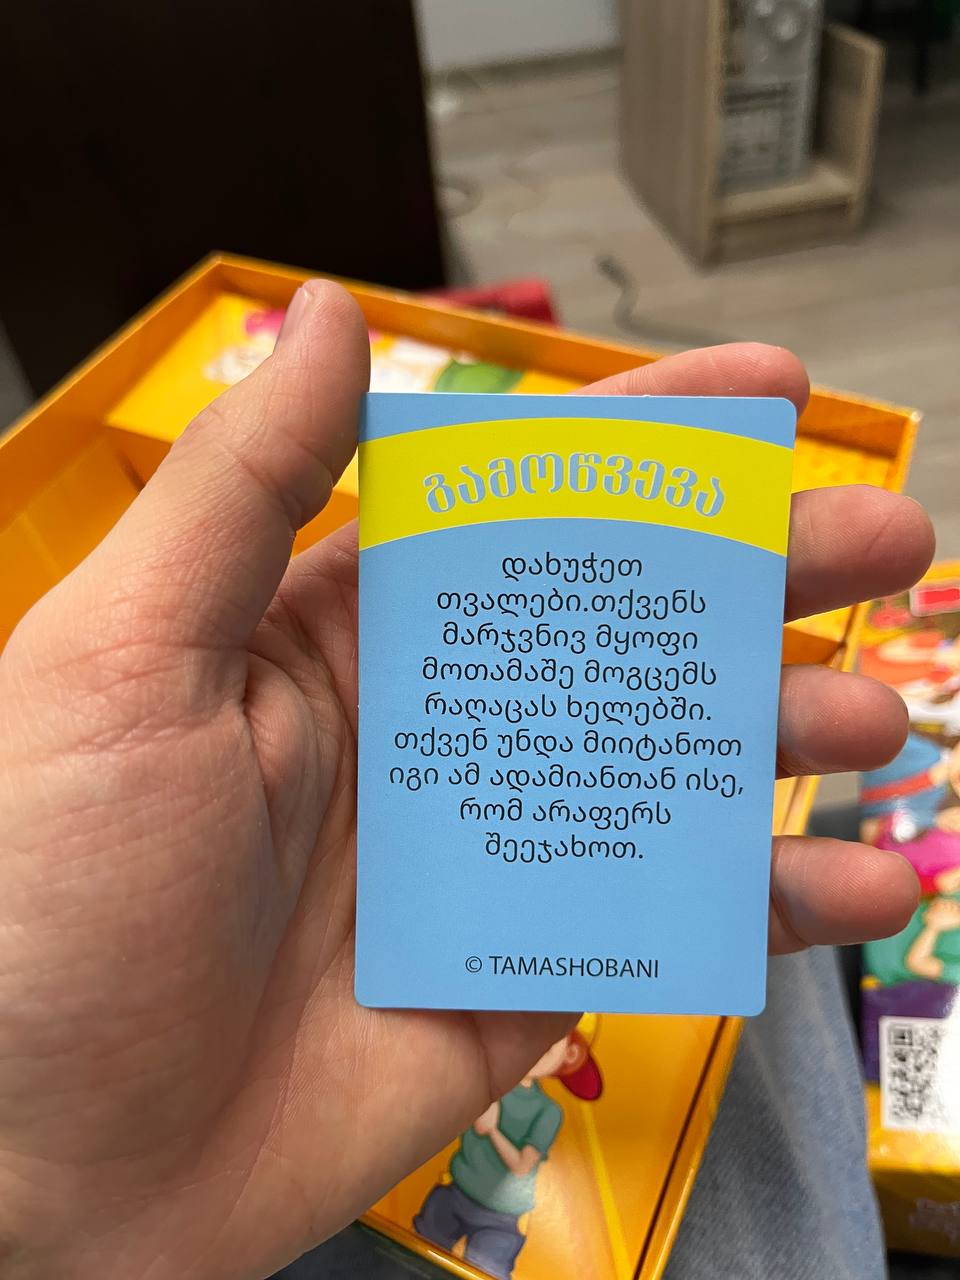 გამოწვევა
დახუჭეთ
თვალები.თქვენს
მარჯვნივ მყოფი
მოთამაშე მოგცემს
რაღაცას ხელებში.
თქვენ უნდა მიიტანოთ
იგი ამ ადამიანთან ისე,
რომ არაფერს
შეეჯახოთ.
© TAMASHOBANI